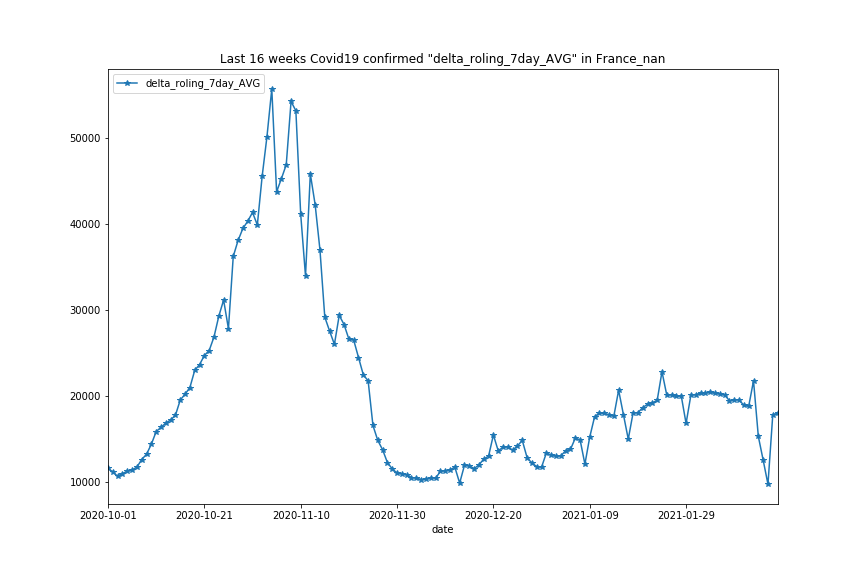 Last 16 weeks Covid19 confirmed "delta_roling_7day_AVG" in France_nan
delta_roling_7day_AVG
50000
40000
30000
20000
10000
2020-10-01 2020-10-21 2020-11-10 2020-11-30 2020-12-20 2021-01-09 2021-01-29
date